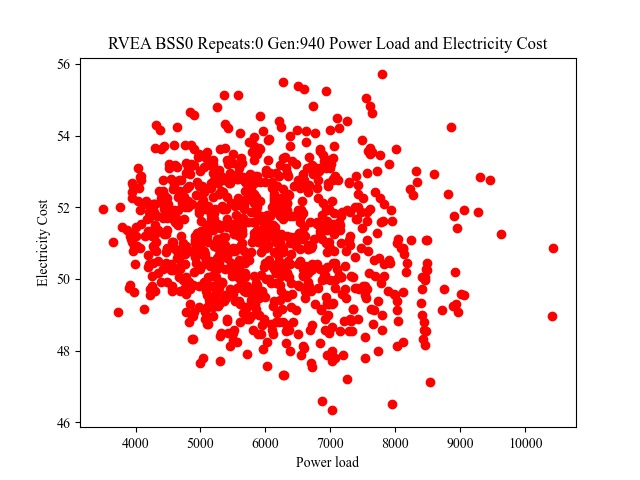 RVEA BSS0 Repeats:0 Gen:940 Power Load and Electricity Cost
56
54
52
50
48
46
Electricity Cost
4000 5000 6000 7000 8000 9000 10000
Power load